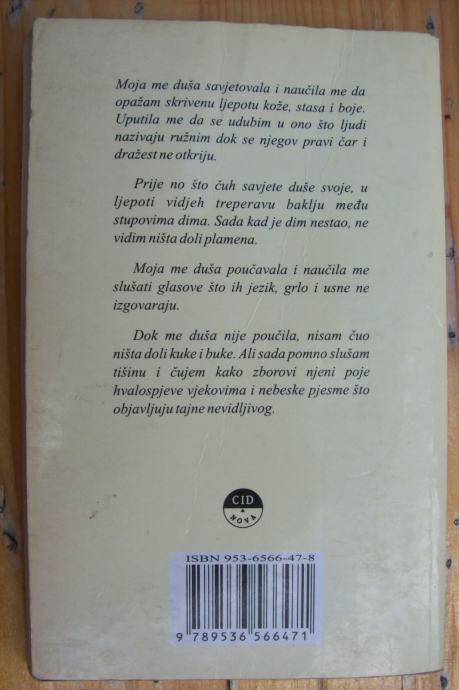 Moja me duša savjetovala i naučila me da
opažam skrivenu ljepotu kože, stasa i boje.
Uputila me da se udubim u ono što ljudi
nazivaju ružnim dok se njegov pravi čar i
dražest ne otkriju.
Prije no što čuh savjete duše svoje, u
ljepoti vidjeh treperavu baklju među
stupovima dima. Sada kad je dim nestao, ne
vidim ništa doli plamena.
Moja me duša poučavala i naučila me
slušati glasove što ih jezik, grlo i usne ne
izgovaraju.
Dok me duša nije poučila, nisam čuo
ništa doli kuke i buke. Ali sada pomno slušam
tišinu i čujem kako zborovi njeni poje
hvalospjeve vjekovima i nebeske pjesme što
objavljuju tajne nevidljivog.
CID
NOVA
ISBN 953-6566-47-8
9 789536 566471